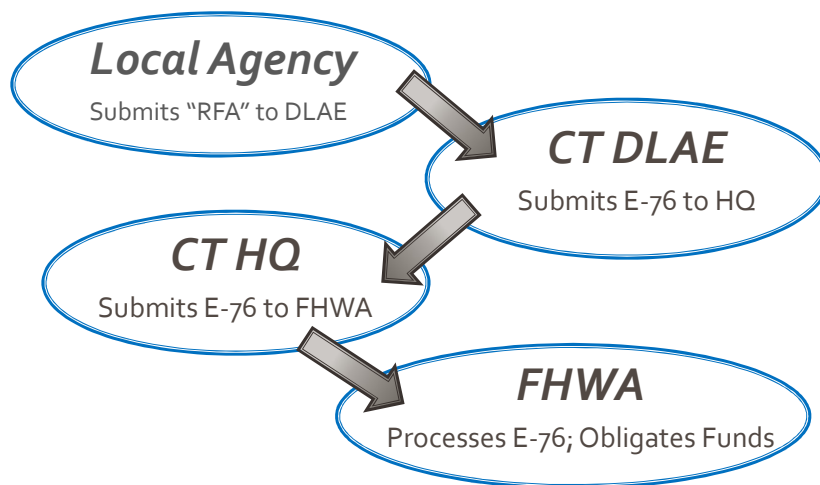 Local Agency
Submits “RFA” to DLAE
CT DLAE
Submits E-76 to HQ
CT HQ
Submits E-76 to FHWA
FHWA
Processes E-76; Obligates Funds